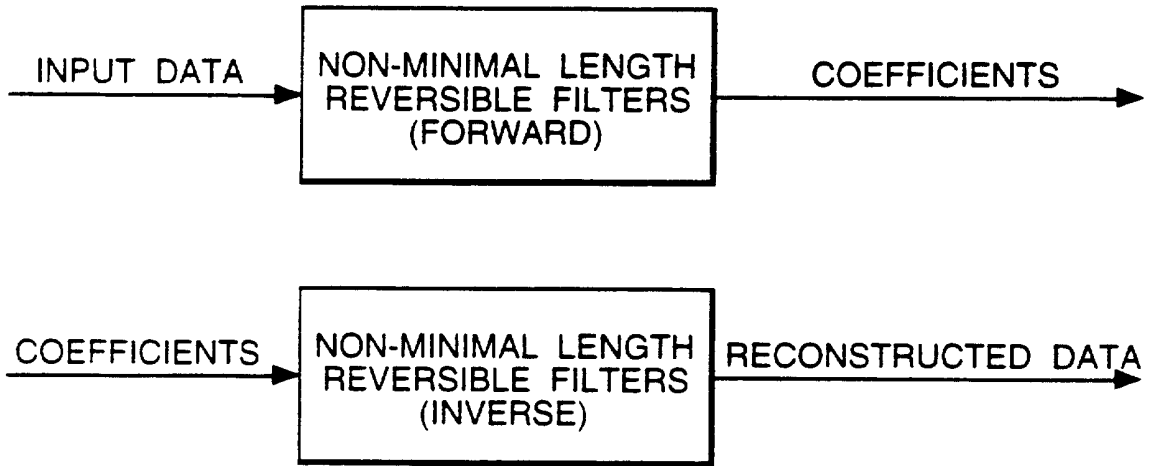 INPUT DATA
NON-MINIMAL LENGTH
REVERSIBLE FILTERS
(FORWARD)
COEFFICIENTS
COEFFICIENTS
NON-MINIMAL LENGTH
REVERSIBLE FILTERS
(INVERSE)
RECONSTRUCTED DATA